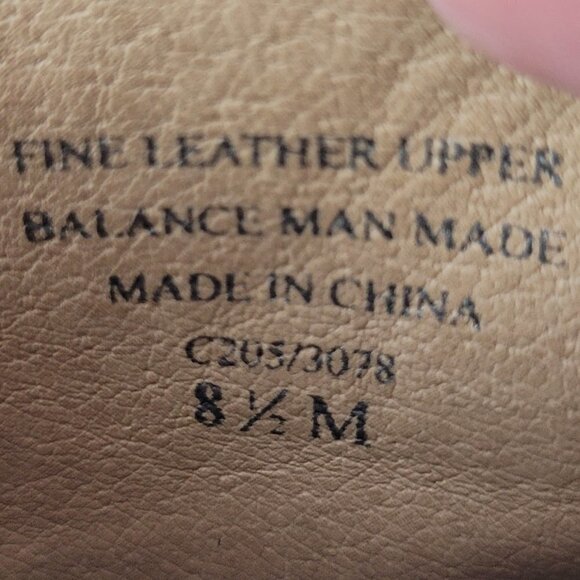 FINE LEATHER UPPER
BALANCE MAN MADE
MADE IN CHINA
C205/3078
8 ½ M